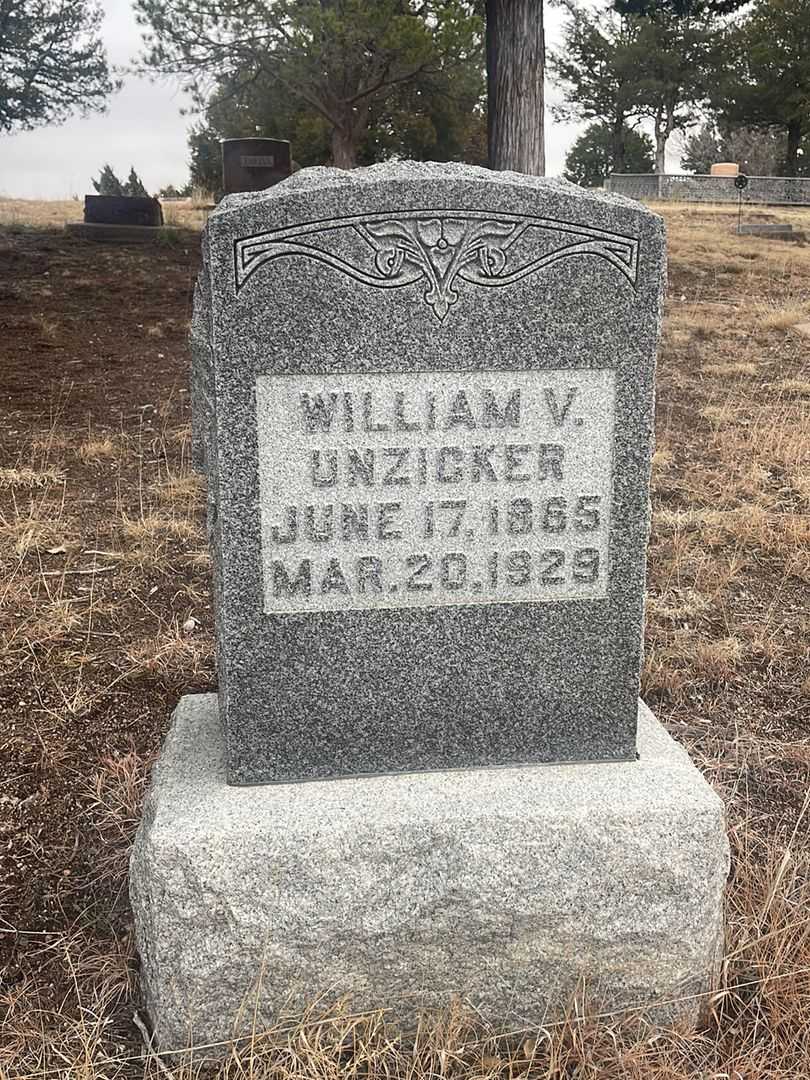 WILLIAM V.
UNZICKER
JUNE 17, 1865
MAR. 20, 1929